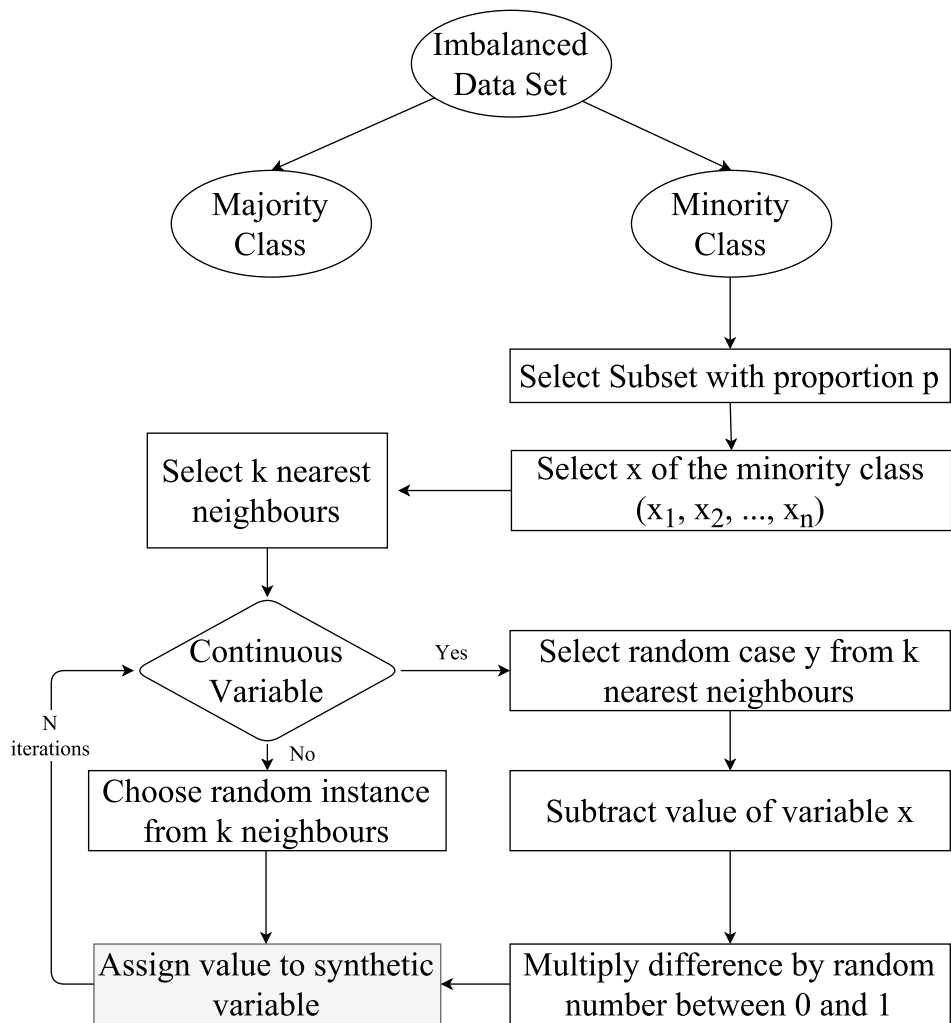 Imbalanced
Data Set
Majority
Class
Minority
Class
Select Subset with proportion p
Select k nearest
neighbours
Select x of the minority class
(x₁, x₂, ..., xₙ)
Continuous
Variable
Yes
Select random case y from k
nearest neighbours
N
iterations
No
Choose random instance
from k neighbours
Subtract value of variable x
Assign value to synthetic
variable
Multiply difference by random
number between 0 and 1